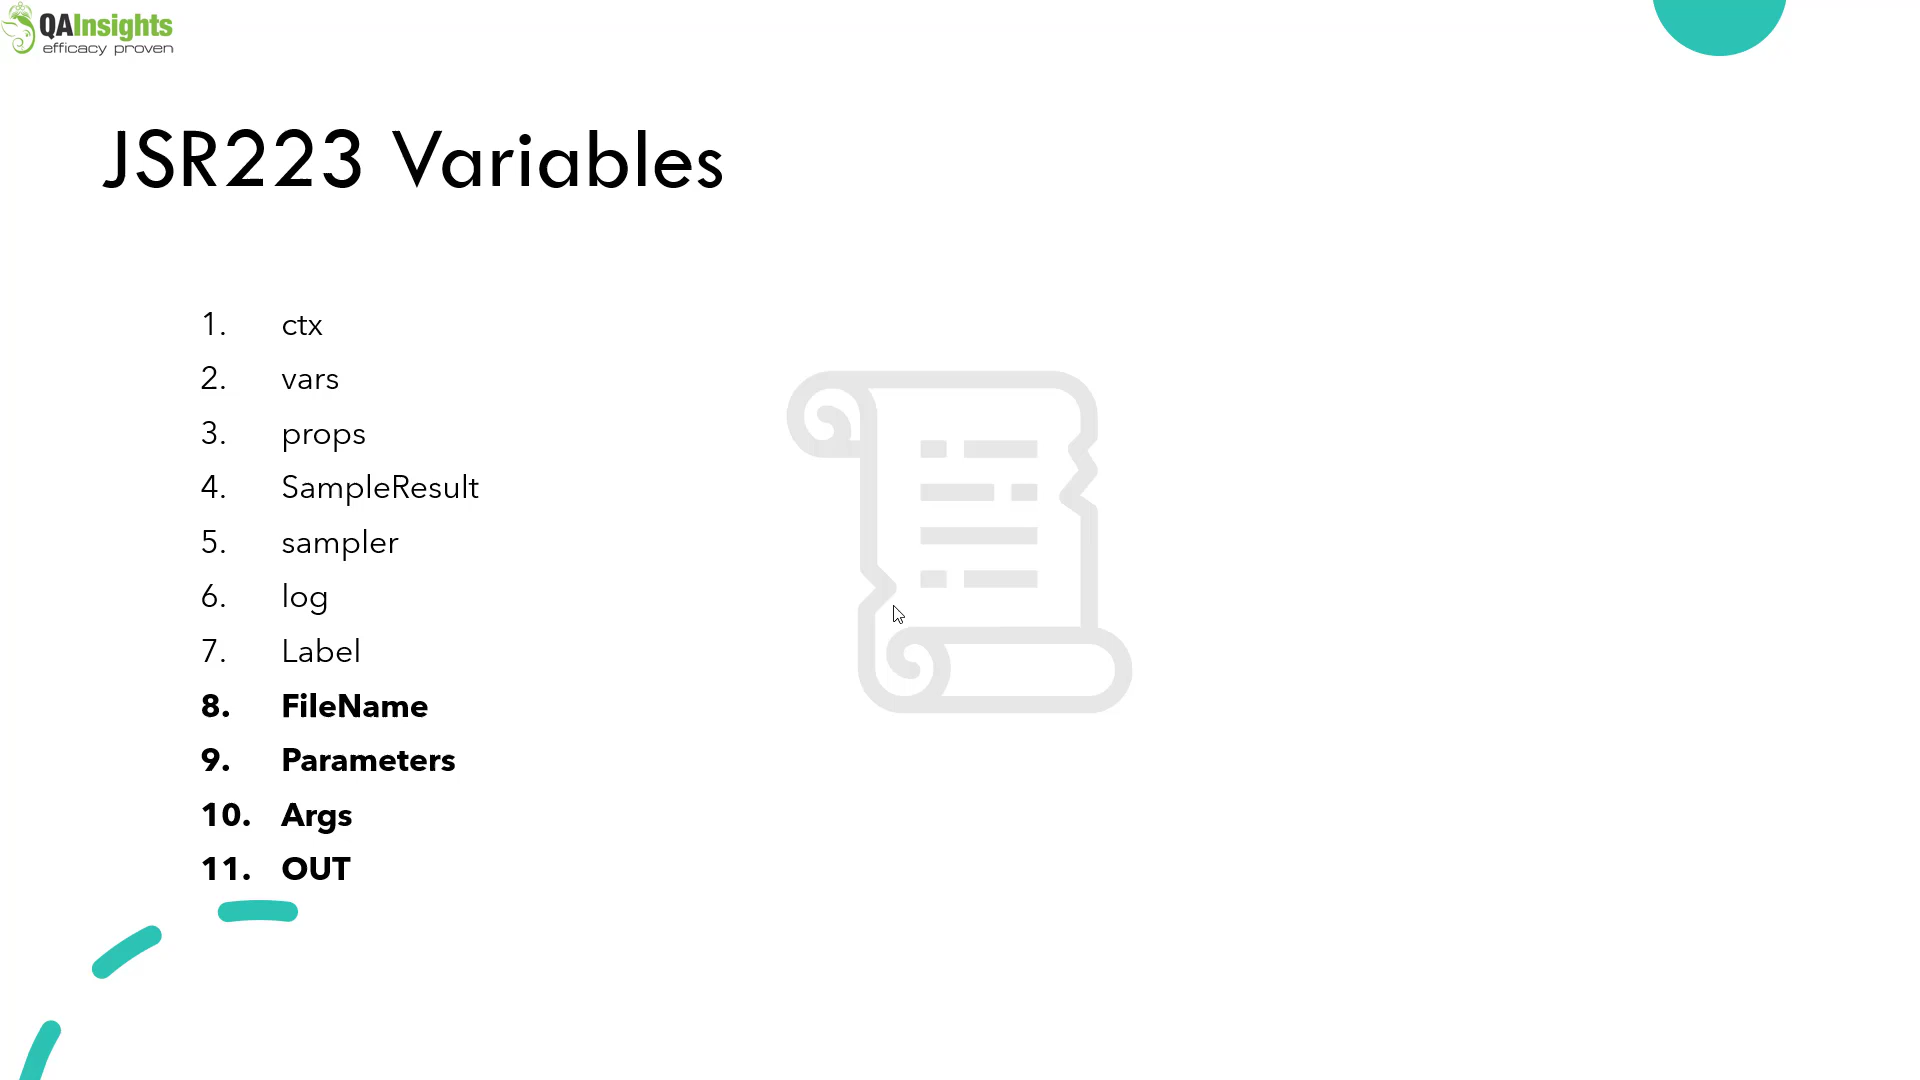 QAInsights
efficacy proven
JSR223 Variables
1. ctx
2. vars
3. props
4. SampleResult
5. sampler
6. log
7. Label
8. FileName
9. Parameters
10. Args
11. OUT